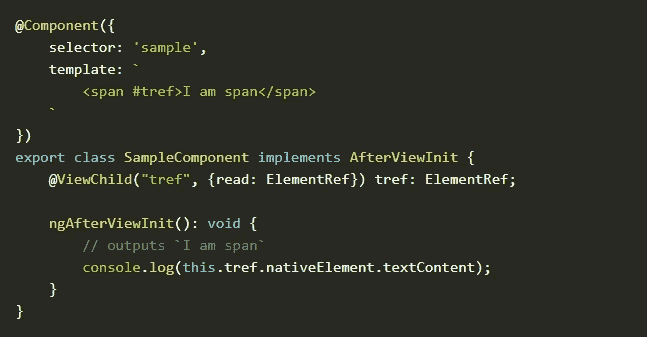 @Component({
    selector: 'sample',
    template: `
        <span #tref>I am span</span>
    `
})
export class SampleComponent implements AfterViewInit {
    @ViewChild("tref", {read: ElementRef}) tref: ElementRef;

    ngAfterViewInit(): void {
        // outputs `I am span`
        console.log(this.tref.nativeElement.textContent);
    }
}